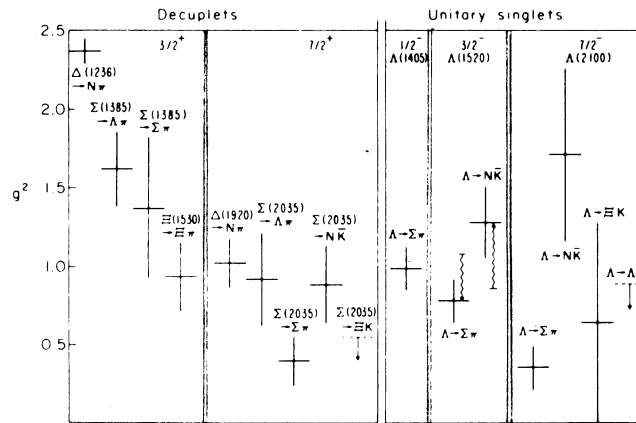 Decuplets
Unitary singlets
3/2⁺
7/2⁺
1/2⁻
Λ(1405)
3/2⁻
Λ(1520)
7/2⁻
Λ(2100)
2.5
2.0
1.5
1.0
0.5
g²
Δ(1236)
→Nπ
Σ(1385)
→Λπ
Σ(1385)
→Σπ
Ξ(1530)
→Ξπ
Δ(1920)
→Nπ
Σ(2035)
→Λπ
Σ(2035)
→Σπ
Σ(2035)
→NK̄
Σ(2035)
→ΞK
Λ→Σπ
Λ→Σπ
Λ→NK̄
Λ→Σπ
Λ→NK̄
Λ→ΞK